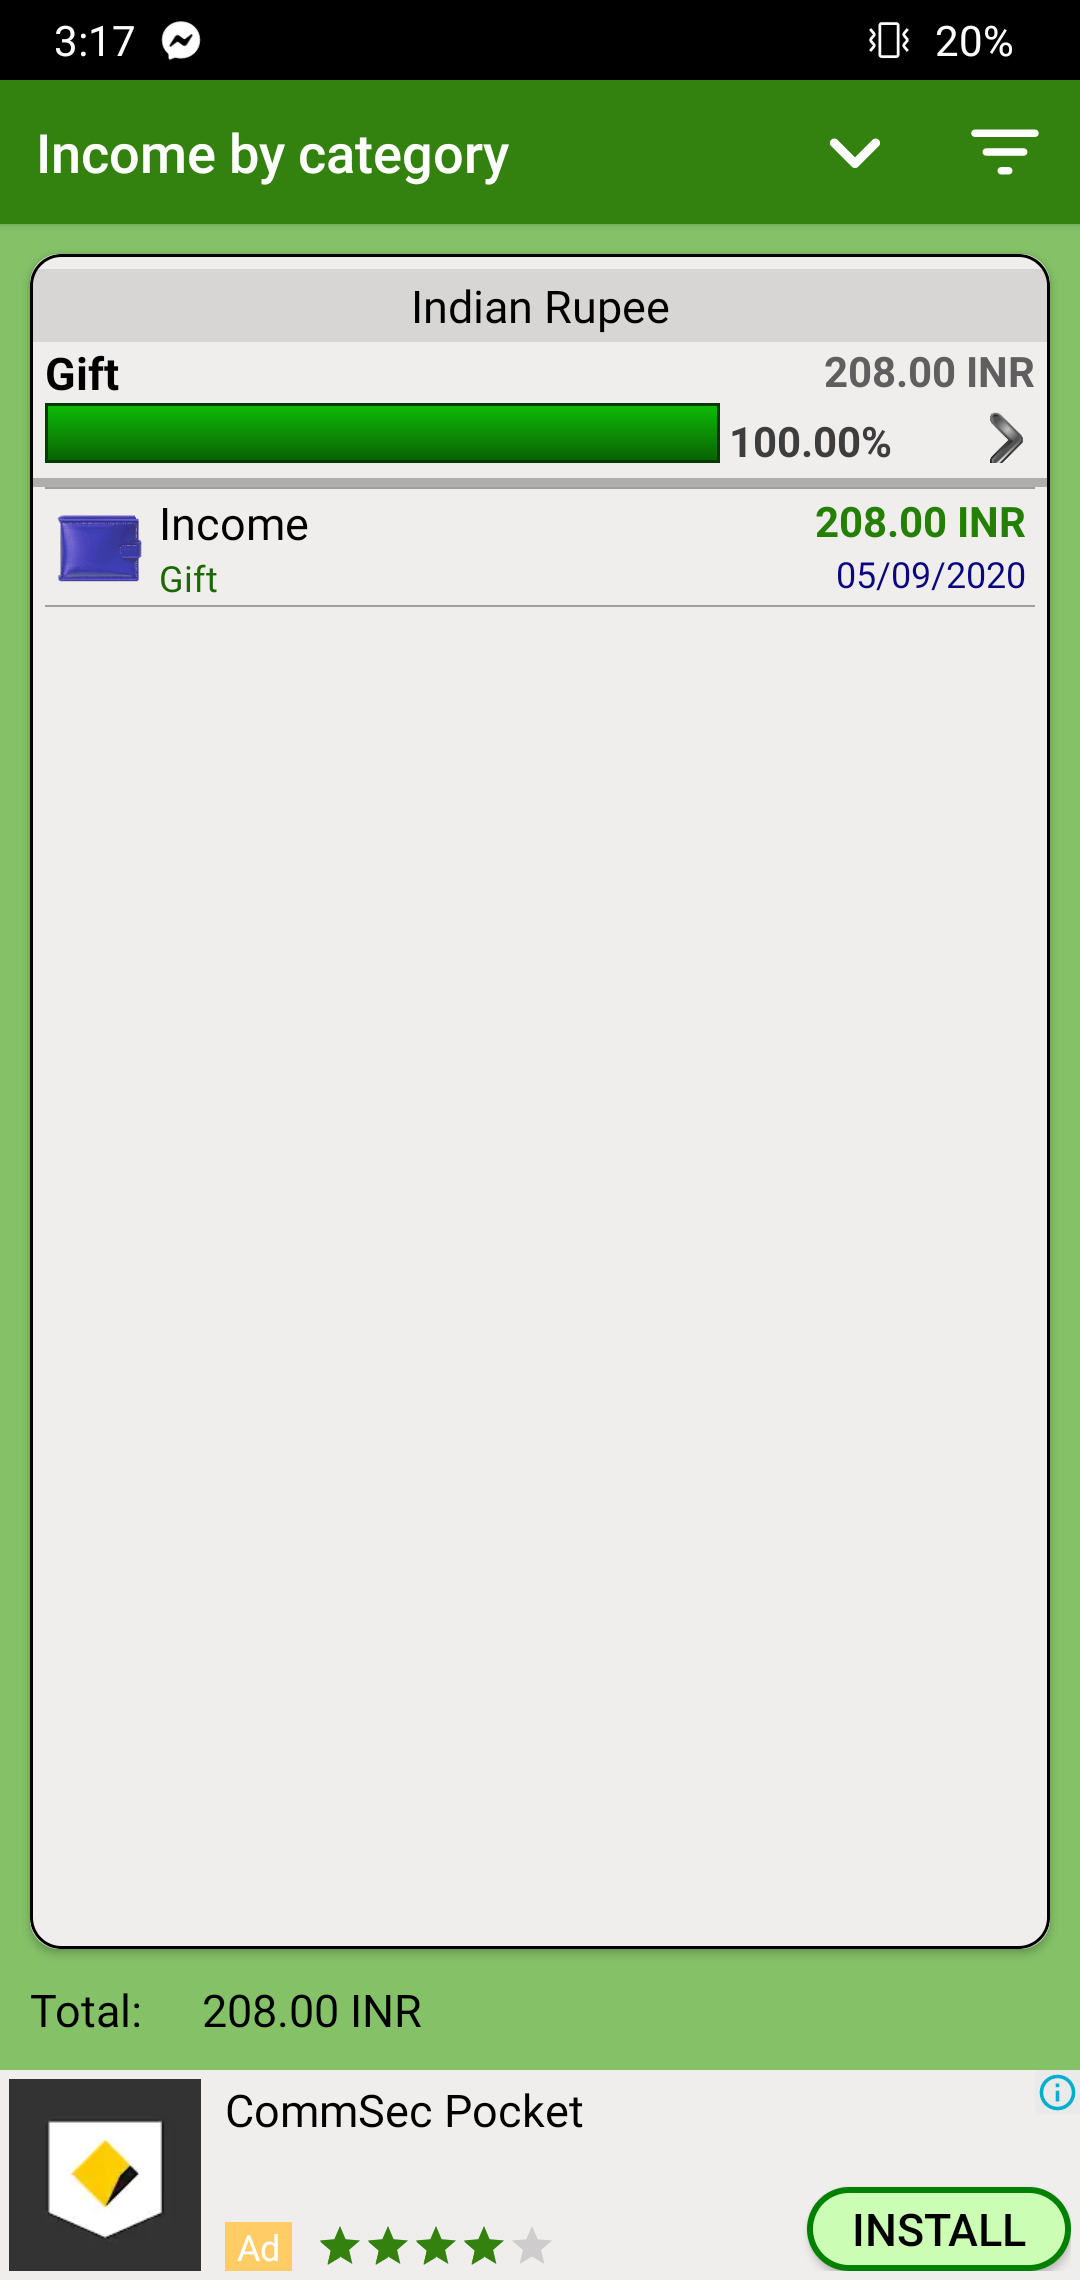 3:17
20%
Income by category
Indian Rupee
Gift
208.00 INR
100.00%
Income
208.00 INR
Gift
05/09/2020
Total: 208.00 INR
CommSec Pocket
Ad
INSTALL